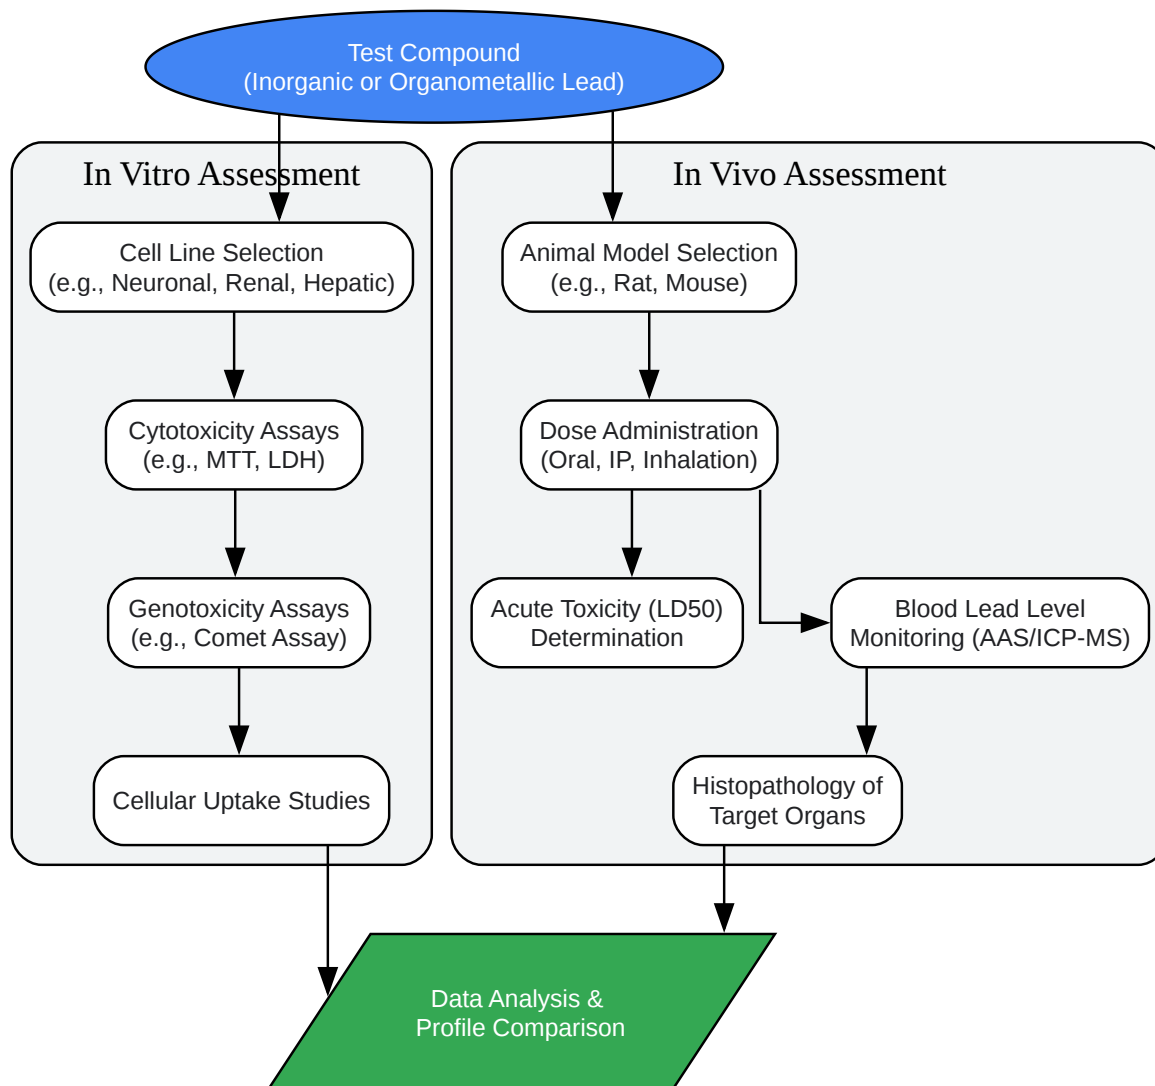 Test Compound
(Inorganic or Organometallic Lead)
In Vitro Assessment
Cell Line Selection
(e.g., Neuronal, Renal, Hepatic)
Cytotoxicity Assays
(e.g., MTT, LDH)
Genotoxicity Assays
(e.g., Comet Assay)
Cellular Uptake Studies
In Vivo Assessment
Animal Model Selection
(e.g., Rat, Mouse)
Dose Administration
(Oral, IP, Inhalation)
Acute Toxicity (LD50)
Determination
Blood Lead Level
Monitoring (AAS/ICP-MS)
Histopathology of
Target Organs
Data Analysis &
Profile Comparison